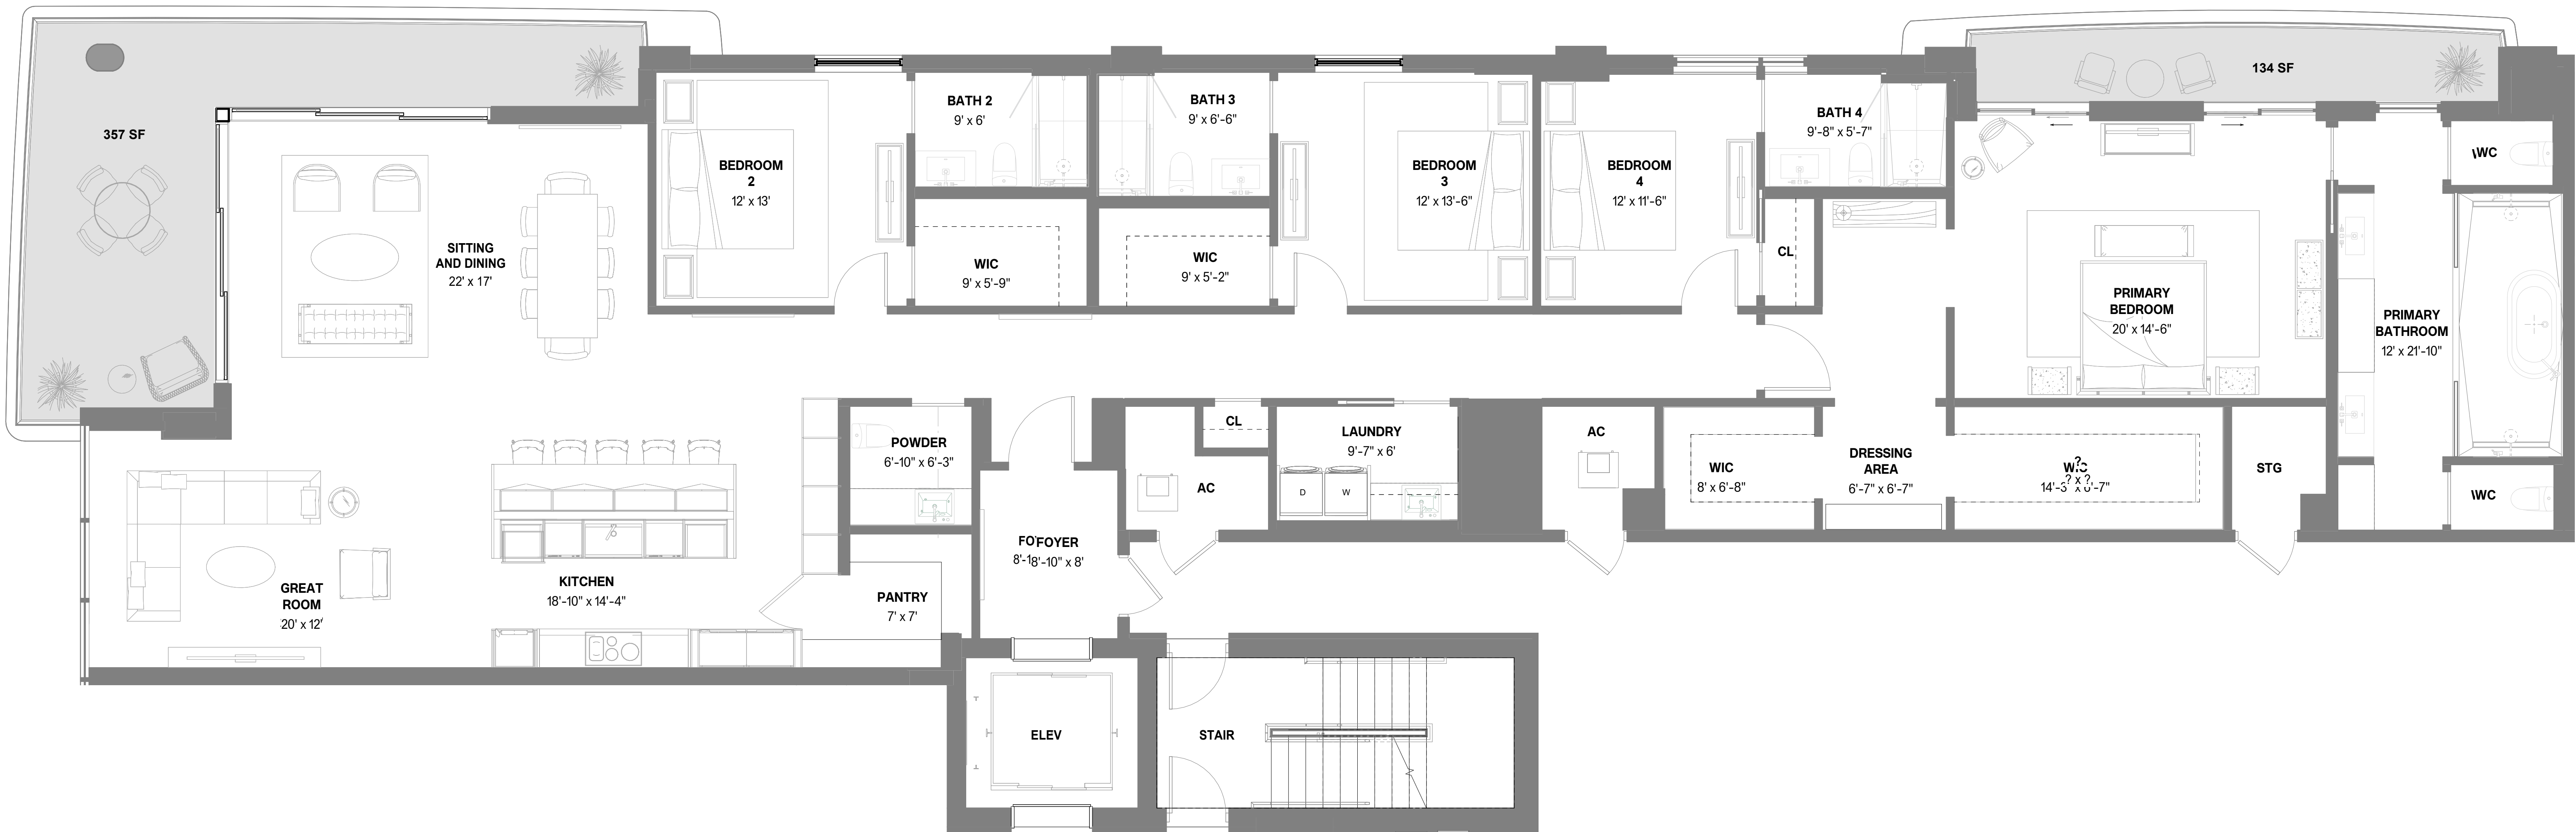 357 SF
134 SF
SITTING
AND DINING
22' x 17'
BEDROOM
2
12' x 13'
BATH 2
9' x 6'
WIC
9' x 5'-9"
BATH 3
9' x 6'-6"
WIC
9' x 5'-2"
BEDROOM
3
12' x 13'-6"
BEDROOM
4
12' x 11'-6"
BATH 4
9'-8" x 5'-7"
CL
PRIMARY
BEDROOM
20' x 14'-6"
PRIMARY
BATHROOM
12' x 21'-10"
WC
WC
GREAT
ROOM
20' x 12'
KITCHEN
18'-10" x 14'-4"
POWDER
6'-10" x 6'-3"
PANTRY
7' x 7'
FOYER
8'-10" x 8'
CL
AC
LAUNDRY
9'-7" x 6'
D
W
AC
WIC
8' x 6'-8"
DRESSING
AREA
6'-7" x 6'-7"
WIC
? x ?
STG
ELEV
STAIR